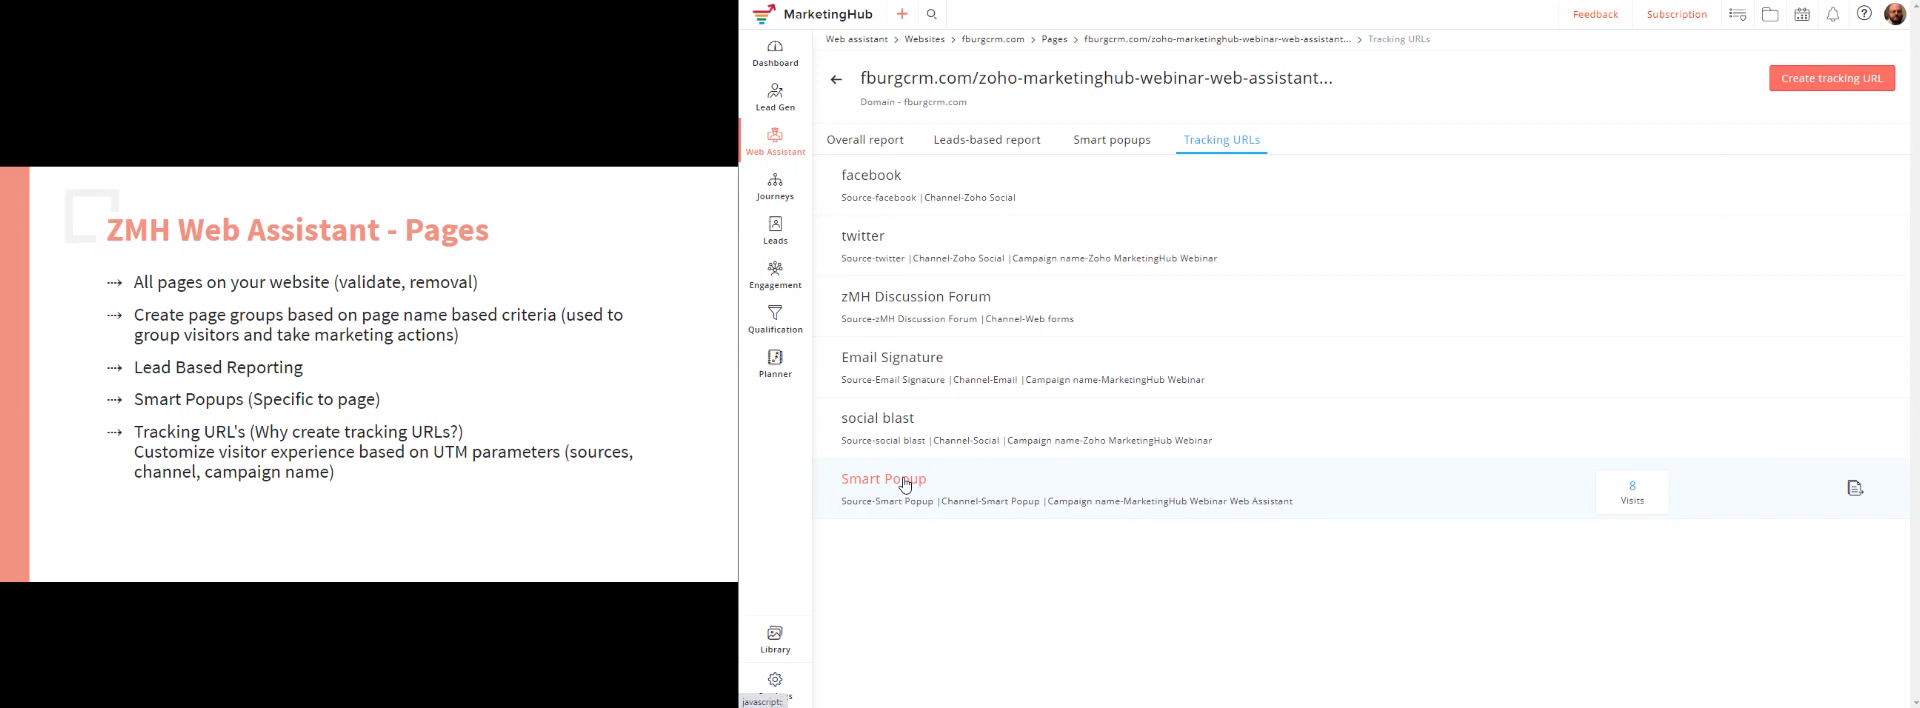 ZMH Web Assistant - Pages
All pages on your website (validate, removal)
Create page groups based on page name based criteria (used to
group visitors and take marketing actions)
Lead Based Reporting
Smart Popups (Specific to page)
Tracking URL's (Why create tracking URLs?)
Customize visitor experience based on UTM parameters (sources,
channel, campaign name)
MarketingHub
Feedback
Subscription
Dashboard
Lead Gen
Web Assistant
Journeys
Leads
Engagement
Qualification
Planner
Library
javascript:
Web assistant > Websites > fburgcrm.com > Pages > fburgcrm.com/zoho-marketinghub-webinar-web-assistant... > Tracking URLs
fburgcrm.com/zoho-marketinghub-webinar-web-assistant...
Domain - fburgcrm.com
Create tracking URL
Overall report
Leads-based report
Smart popups
Tracking URLs
facebook
Source-facebook |Channel-Zoho Social
twitter
Source-twitter |Channel-Zoho Social |Campaign name-Zoho MarketingHub Webinar
zMH Discussion Forum
Source-zMH Discussion Forum |Channel-Web forms
Email Signature
Source-Email Signature |Channel-Email |Campaign name-MarketingHub Webinar
social blast
Source-social blast |Channel-Social |Campaign name-Zoho MarketingHub Webinar
Smart Popup
Source-Smart Popup |Channel-Smart Popup |Campaign name-MarketingHub Webinar Web Assistant
8
Visits